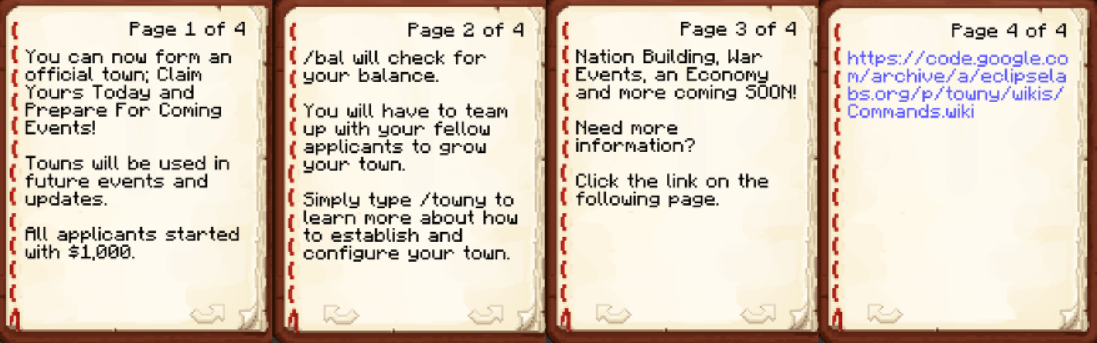 Page 1 of 4
You can now form an
official town; Claim
Yours Today and
Prepare For Coming
Events!
Towns will be used in
future events and
updates.
All applicants started
with $1,000.
Page 2 of 4
/bal will check for
your balance.
You will have to team
up with your fellow
applicants to grow
your town.
Simply type /towny to
learn more about how
to establish and
configure your town.
Page 3 of 4
Nation Building, War
Events, an Economy
and more coming SOON!
Need more
information?
Click the link on the
following page.
Page 4 of 4
https://code.google.co
m/archive/a/eclipsela
bs.org/p/towny/wikis/
Commands.wiki